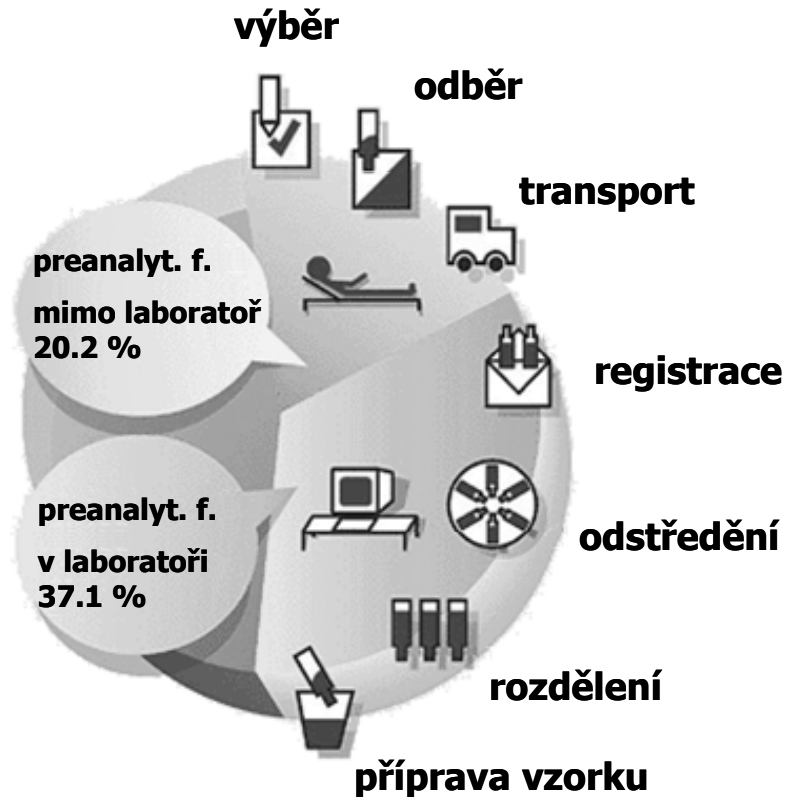 výběr
odběr
transport
preanalyt. f.
mimo laboratoř
20.2 %
registrace
preanalyt. f.
v laboratoři
37.1 %
odstředění
rozdělení
příprava vzorku